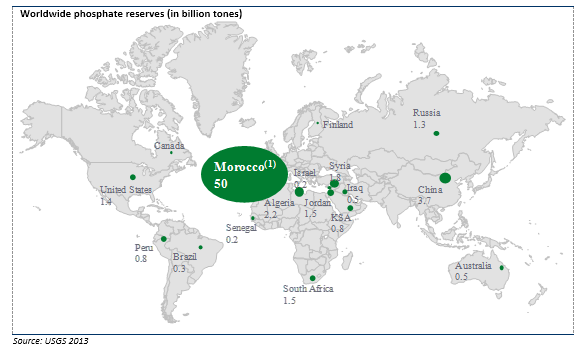 Worldwide phosphate reserves (in billion tones)
Russia
1.3
Finland
Canada
Morocco(1)
50
Israel
0.2
Syria
1.8
Iraq
0.5
United States
1.4
China
3.7
Algeria
2.2
Jordan
1.5
KSA
0.8
Senegal
0.2
Peru
0.8
Brazil
0.3
Australia
0.5
South Africa
1.5
Source: USGS 2013